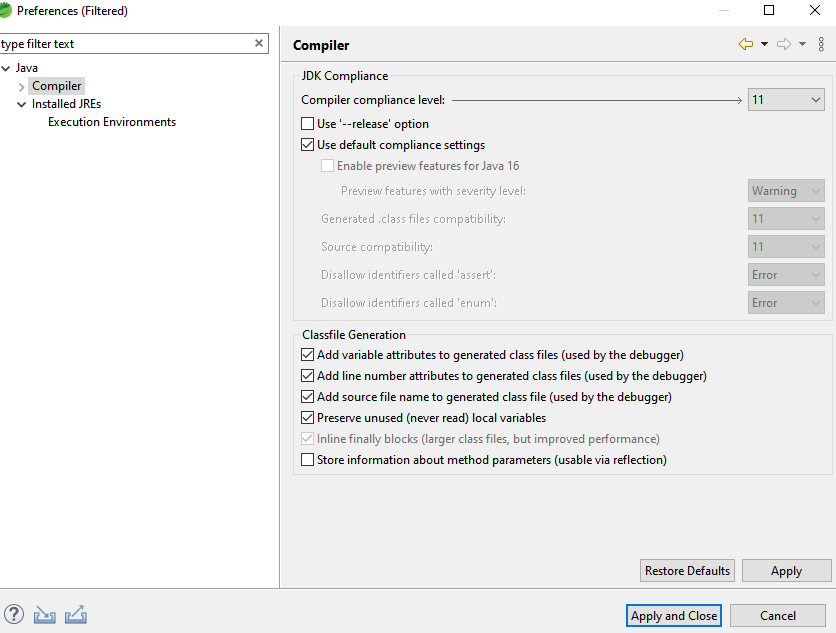 Preferences (Filtered)
type filter text
Java
Compiler
Installed JREs
Execution Environments
Compiler
JDK Compliance
Compiler compliance level: 11
Use '--release' option
Use default compliance settings
Enable preview features for Java 16
Preview features with severity level: Warning
Generated .class files compatibility: 11
Source compatibility: 11
Disallow identifiers called 'assert': Error
Disallow identifiers called 'enum': Error
Classfile Generation
Add variable attributes to generated class files (used by the debugger)
Add line number attributes to generated class files (used by the debugger)
Add source file name to generated class file (used by the debugger)
Preserve unused (never read) local variables
Inline finally blocks (larger class files, but improved performance)
Store information about method parameters (usable via reflection)
Restore Defaults Apply
? Apply and Close Cancel